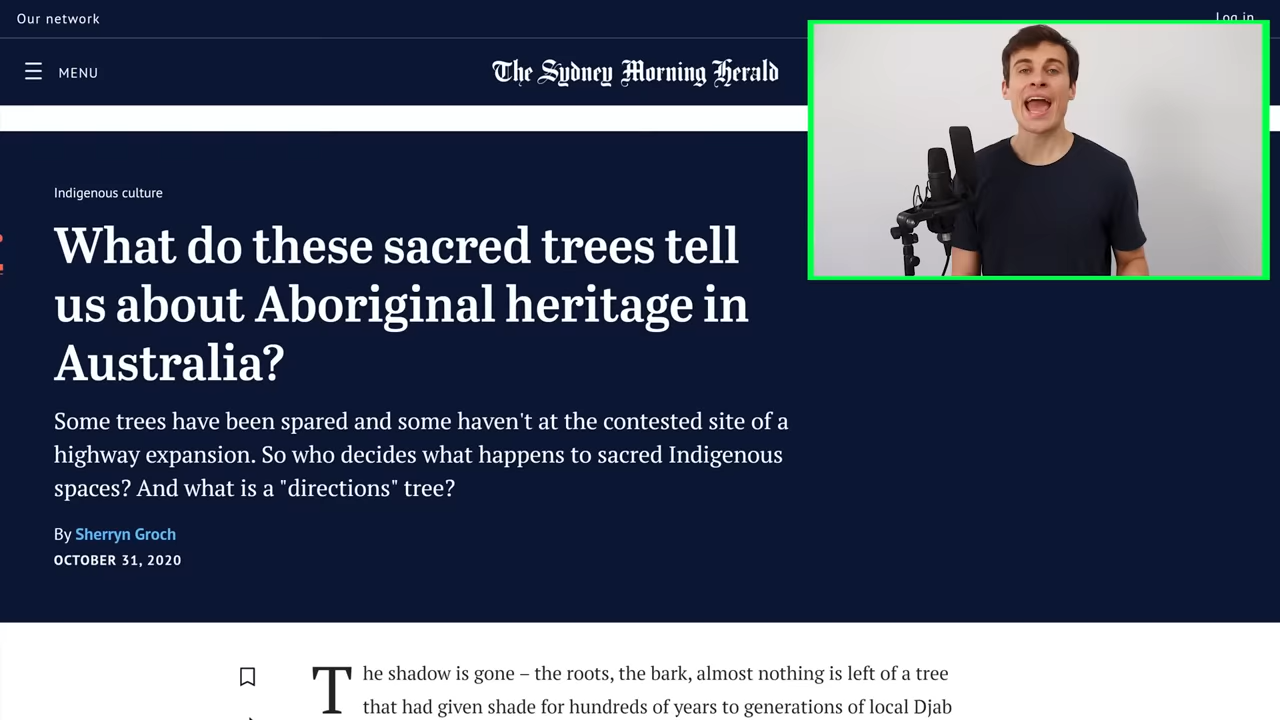 Our network
Log in
MENU
The Sydney Morning Herald
Indigenous culture
What do these sacred trees tell
us about Aboriginal heritage in
Australia?
Some trees have been spared and some haven't at the contested site of a
highway expansion. So who decides what happens to sacred Indigenous
spaces? And what is a "directions" tree?
By Sherryn Groch
OCTOBER 31, 2020
The shadow is gone – the roots, the bark, almost nothing is left of a tree
that had given shade for hundreds of years to generations of local Djab